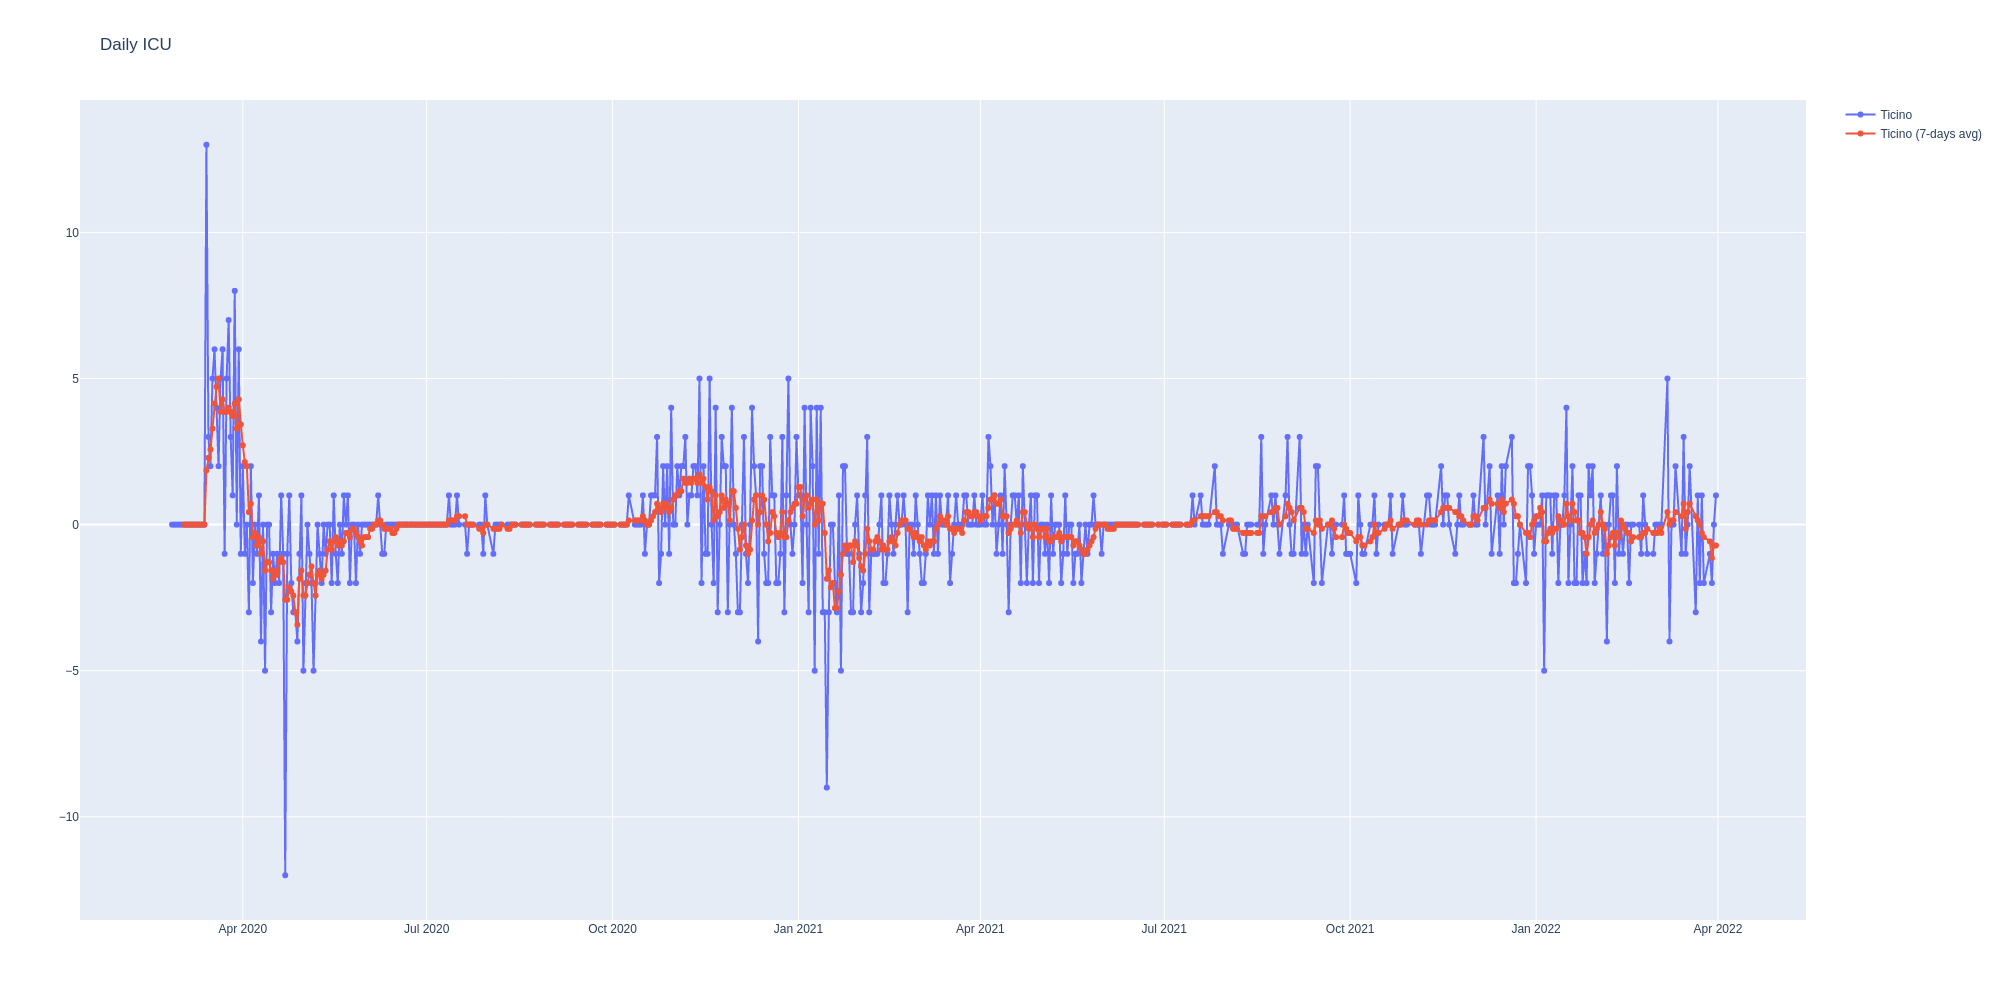 Daily ICU
Ticino
Ticino (7-days avg)
10
5
0
−5
−10
Apr 2020
Jul 2020
Oct 2020
Jan 2021
Apr 2021
Jul 2021
Oct 2021
Jan 2022
Apr 2022